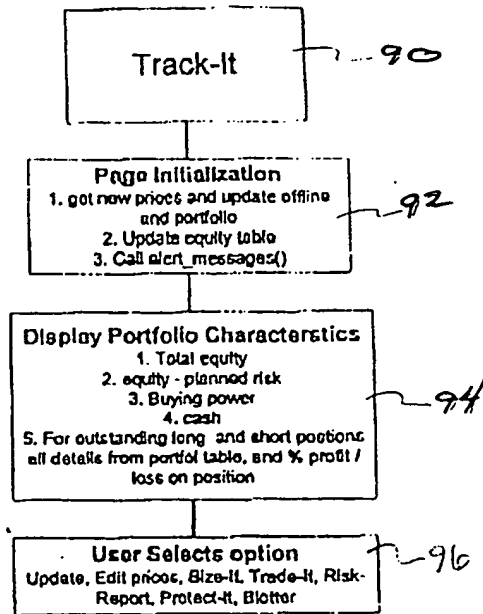 Track-It
90
Page Initialization
1. get new prices and update offline
and portfolio
2. Update equity table
3. Call alert_messages()
92
Display Portfolio Characterstics
1. Total equity
2. equity - planned risk
3. Buying power
4. cash
5. For outstanding long and short postions
all details from portfol table, and % profit /
loss on position
94
User Selects option
Update, Edit prices, Size-It, Trade-It, Risk-
Report, Protect-It, Blotter
96